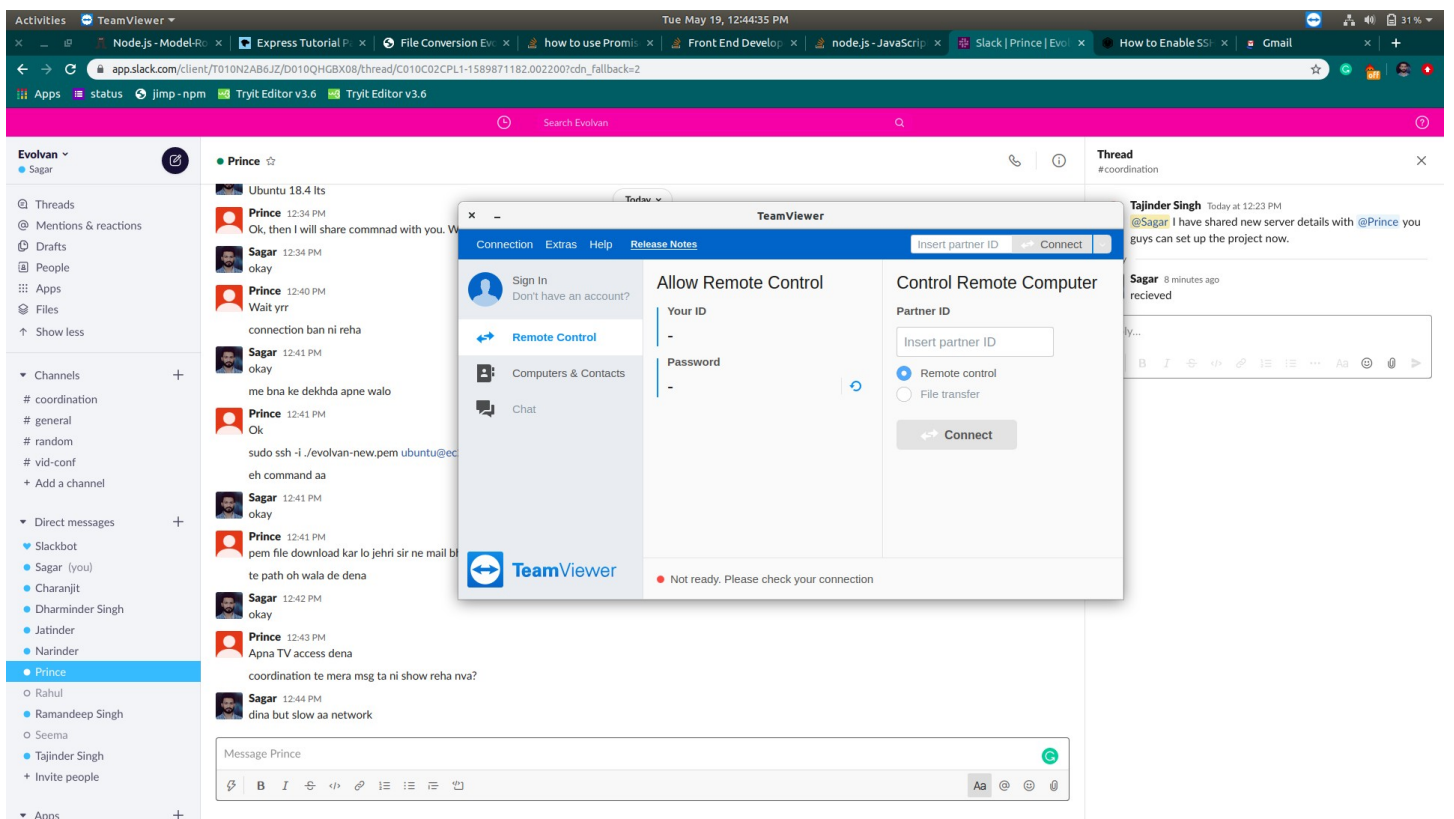 Activities
TeamViewer
Tue May 19, 12:44:35 PM
31 %
Node.js - Model-Ro
Express Tutorial Pa
File Conversion Evo
how to use Promis
Front End Develop
node.js - JavaScrip
Slack | Prince | Evol
How to Enable SSH
Gmail
app.slack.com/client/T010N2AB6JZ/D010QHGBX08/thread/C010C02CPL1-1589871182.002200?cdn_fallback=2
off
Apps
status
jimp - npm
Tryit Editor v3.6
Tryit Editor v3.6
Search Evolvan
Evolvan
Sagar
Threads
Mentions & reactions
Drafts
People
Apps
Files
Show less
Channels
# coordination
# general
# random
# vid-conf
+ Add a channel
Direct messages
Slackbot
Sagar (you)
Charanjit
Dharminder Singh
Jatinder
Narinder
Prince
Rahul
Ramandeep Singh
Seema
Tajinder Singh
+ Invite people
Apps
Prince
Ubuntu 18.4 lts
Today
Prince 12:34 PM
Ok, then I will share commnad with you. W
Sagar 12:34 PM
okay
Prince 12:40 PM
Wait yrr
connection ban ni reha
Sagar 12:41 PM
okay
me bna ke dekhda apne walo
Prince 12:41 PM
Ok
sudo ssh -i ./evolvan-new.pem ubuntu@ec
eh command aa
Sagar 12:41 PM
okay
Prince 12:41 PM
pem file download kar lo jehri sir ne mail bh
te path oh wala de dena
Sagar 12:42 PM
okay
Prince 12:43 PM
Apna TV access dena
coordination te mera msg ta ni show reha nva?
Sagar 12:44 PM
dina but slow aa network
Message Prince
B I S </> Aa @
TeamViewer
Connection
Extras
Help
Release Notes
Insert partner ID
Connect
Sign In
Don't have an account?
Remote Control
Computers & Contacts
Chat
TeamViewer
Allow Remote Control
Your ID
-
Password
-
Control Remote Computer
Partner ID
Insert partner ID
Remote control
File transfer
Connect
Not ready. Please check your connection
Thread
#coordination
Tajinder Singh Today at 12:23 PM
@Sagar I have shared new server details with @Prince you
guys can set up the project now.
Sagar 8 minutes ago
recieved
ly...
B I S </> Aa